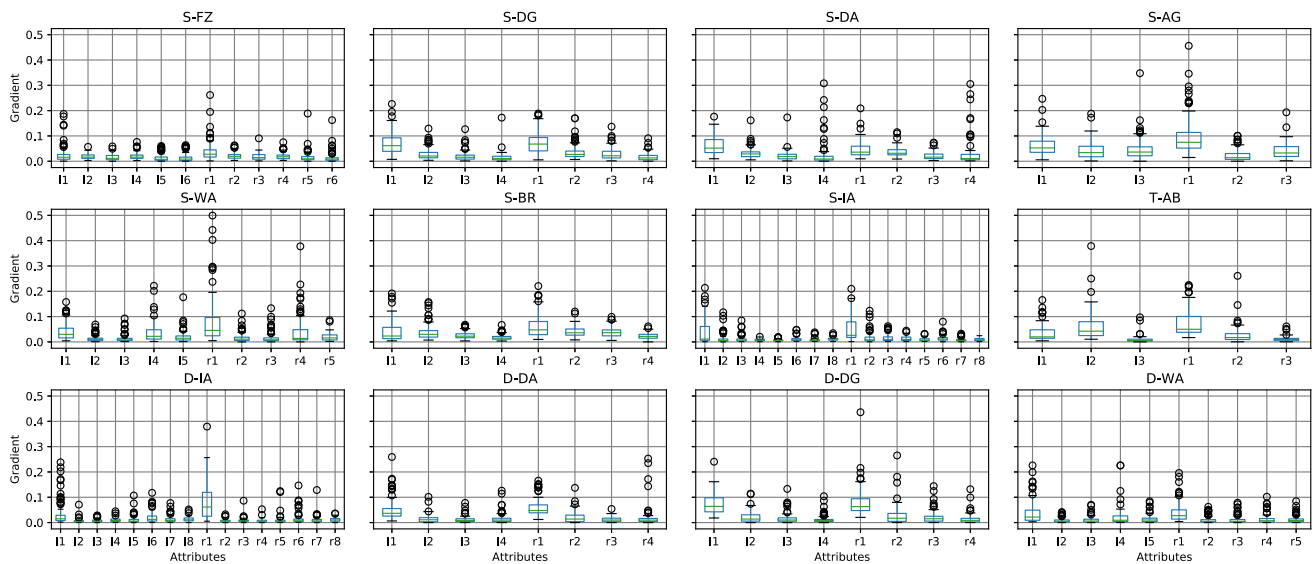 S-FZ S-DG S-DA S-AG
0.5
0.4
0.3
0.2
0.1
0.0
Gradient
l1 l2 l3 l4 l5 l6 r1 r2 r3 r4 r5 r6
l1 l2 l3 l4 r1 r2 r3 r4
l1 l2 l3 l4 r1 r2 r3 r4
l1 l2 l3 r1 r2 r3
S-WA S-BR S-IA T-AB
0.5
0.4
0.3
0.2
0.1
0.0
Gradient
l1 l2 l3 l4 l5 r1 r2 r3 r4 r5
l1 l2 l3 l4 r1 r2 r3 r4
l1 l2 l3 l4 l5 l6 l7 l8 r1 r2 r3 r4 r5 r6 r7 r8
l1 l2 l3 r1 r2 r3
D-IA D-DA D-DG D-WA
0.5
0.4
0.3
0.2
0.1
0.0
Gradient
l1 l2 l3 l4 l5 l6 l7 l8 r1 r2 r3 r4 r5 r6 r7 r8
l1 l2 l3 l4 r1 r2 r3 r4
l1 l2 l3 l4 r1 r2 r3 r4
l1 l2 l3 l4 l5 r1 r2 r3 r4 r5
Attributes Attributes Attributes Attributes